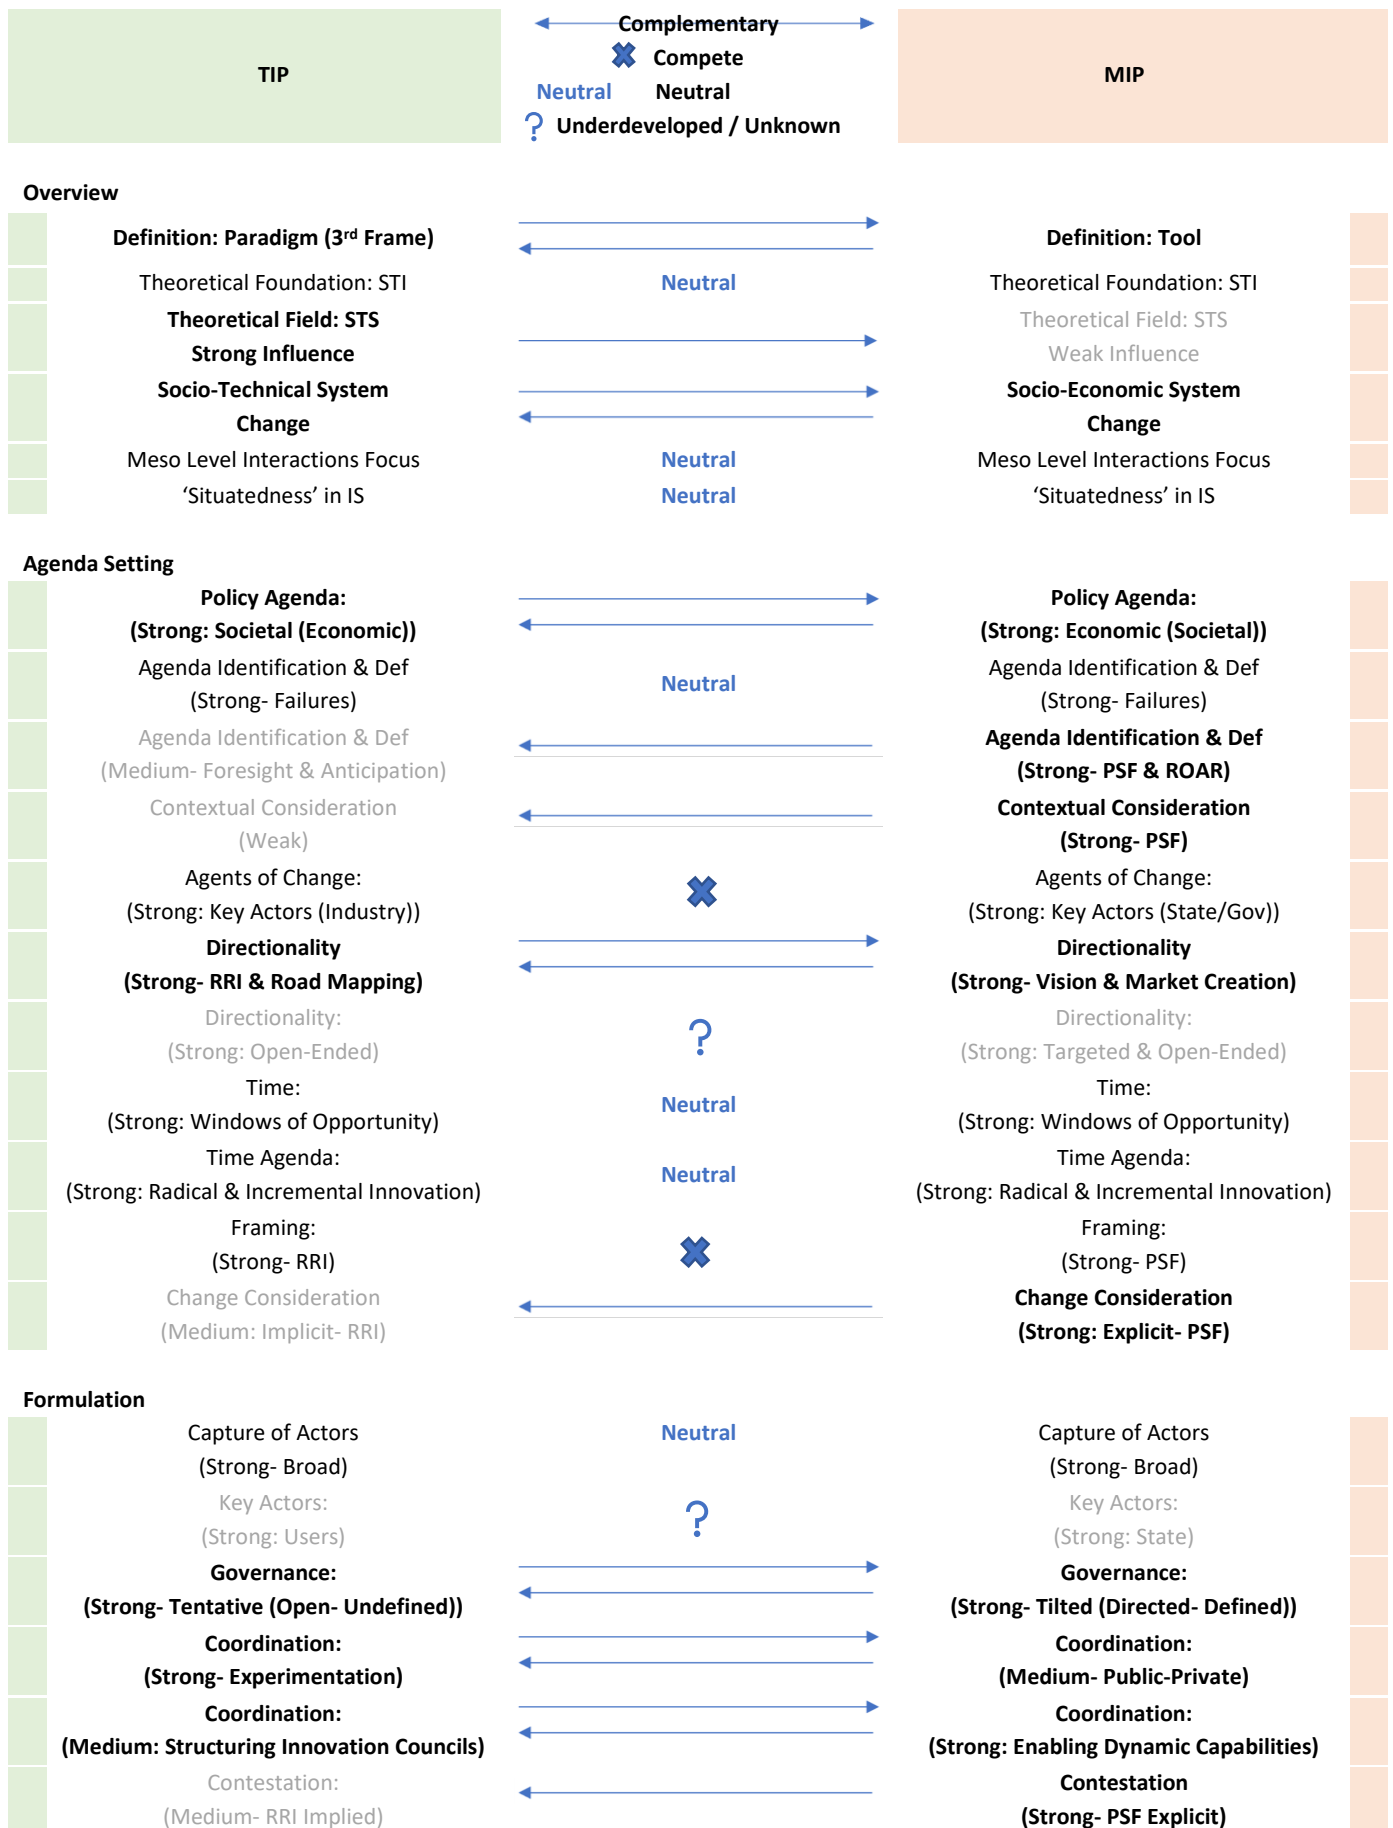 TIP
Complementary
Compete
Neutral Neutral
? Underdeveloped / Unknown
MIP
Overview
Definition: Paradigm (3rd Frame)
Definition: Tool
Theoretical Foundation: STI
Neutral
Theoretical Foundation: STI
Theoretical Field: STS
Strong Influence
Theoretical Field: STS
Weak Influence
Socio-Technical System
Change
Socio-Economic System
Change
Meso Level Interactions Focus
Neutral
Meso Level Interactions Focus
‘Situatedness’ in IS
Neutral
‘Situatedness’ in IS
Agenda Setting
Policy Agenda:
(Strong: Societal (Economic))
Policy Agenda:
(Strong: Economic (Societal))
Agenda Identification & Def
(Strong- Failures)
Neutral
Agenda Identification & Def
(Strong- Failures)
Agenda Identification & Def
(Medium- Foresight & Anticipation)
Agenda Identification & Def
(Strong- PSF & ROAR)
Contextual Consideration
(Weak)
Contextual Consideration
(Strong- PSF)
Agents of Change:
(Strong: Key Actors (Industry))
Agents of Change:
(Strong: Key Actors (State/Gov))
Directionality
(Strong- RRI & Road Mapping)
Directionality
(Strong- Vision & Market Creation)
Directionality:
(Strong: Open-Ended)
?
Directionality:
(Strong: Targeted & Open-Ended)
Time:
(Strong: Windows of Opportunity)
Neutral
Time:
(Strong: Windows of Opportunity)
Time Agenda:
(Strong: Radical & Incremental Innovation)
Neutral
Time Agenda:
(Strong: Radical & Incremental Innovation)
Framing:
(Strong- RRI)
Framing:
(Strong- PSF)
Change Consideration
(Medium: Implicit- RRI)
Change Consideration
(Strong: Explicit- PSF)
Formulation
Capture of Actors
(Strong- Broad)
Neutral
Capture of Actors
(Strong- Broad)
Key Actors:
(Strong: Users)
?
Key Actors:
(Strong: State)
Governance:
(Strong- Tentative (Open- Undefined))
Governance:
(Strong- Tilted (Directed- Defined))
Coordination:
(Strong- Experimentation)
Coordination:
(Medium- Public-Private)
Coordination:
(Medium: Structuring Innovation Councils)
Coordination:
(Strong: Enabling Dynamic Capabilities)
Contestation:
(Medium- RRI Implied)
Contestation
(Strong- PSF Explicit)